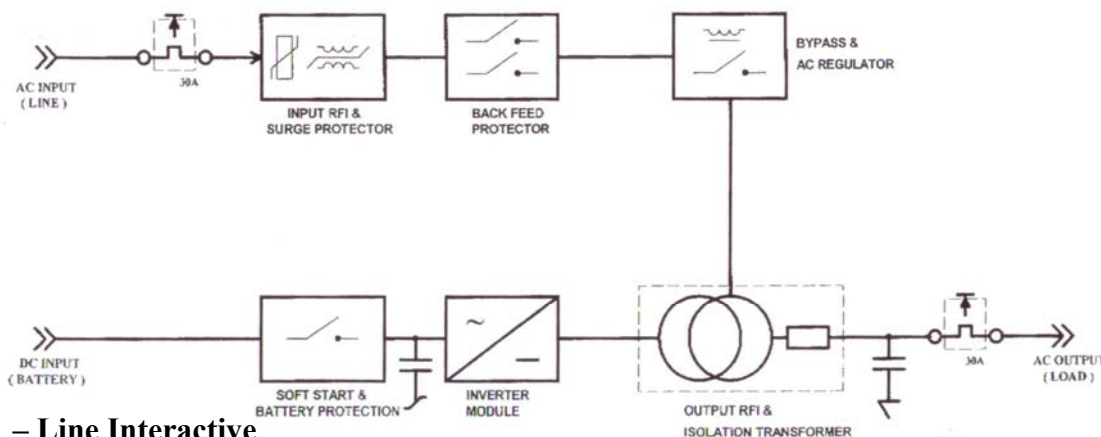 30A
AC INPUT
( LINE )
INPUT RFI &
SURGE PROTECTOR
BACK FEED
PROTECTOR
BYPASS &
AC REGULATOR
DC INPUT
( BATTERY )
SOFT START &
BATTERY PROTECTION
~
INVERTER
MODULE
OUTPUT RFI &
ISOLATION TRANSFORMER
30A
AC OUTPUT
(LOAD)
– Line Interactive